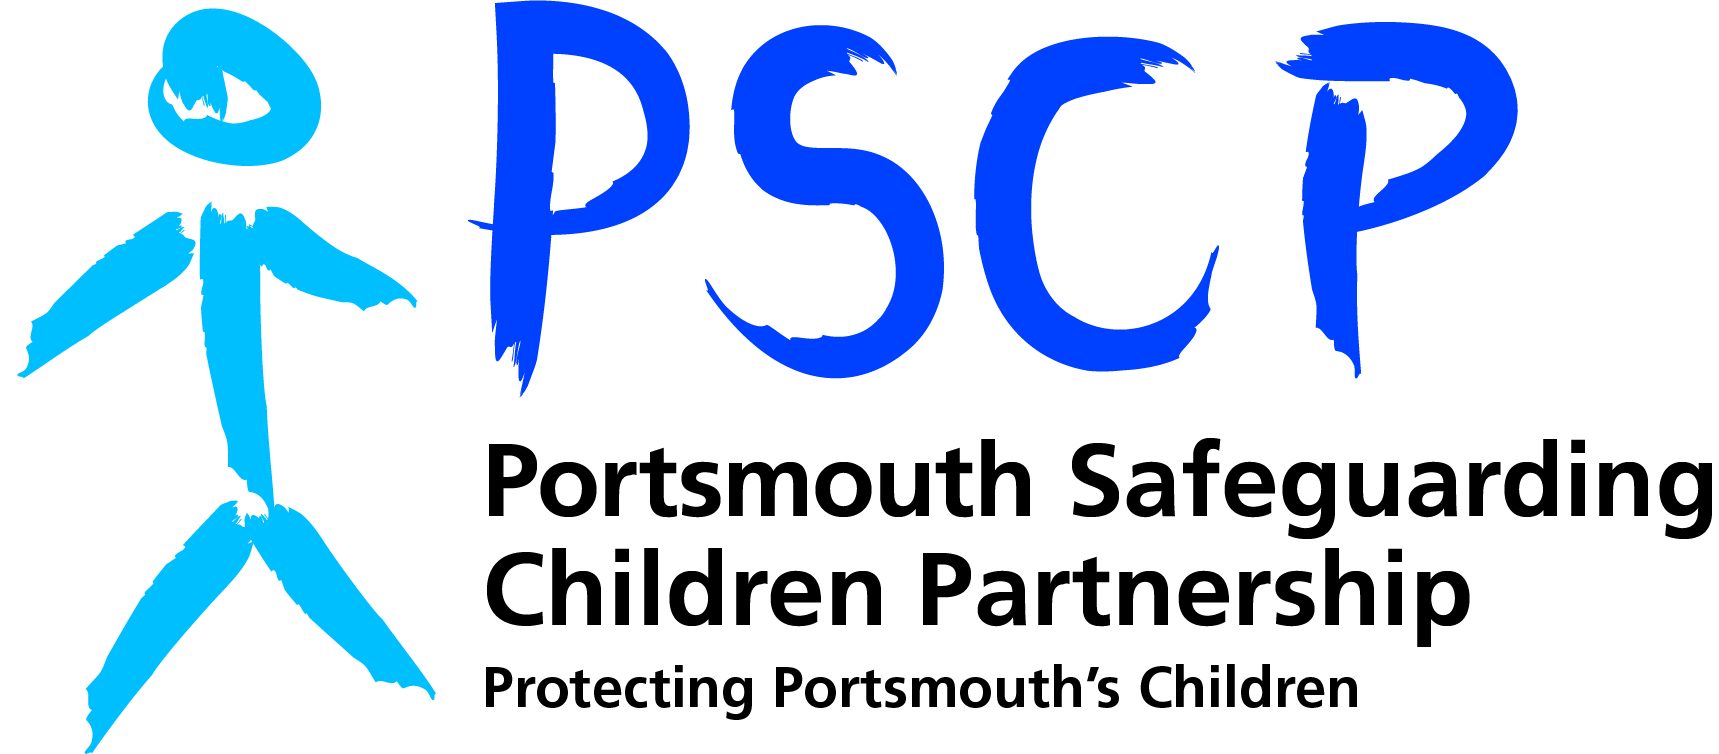 PSCP
Portsmouth Safeguarding
Children Partnership
Protecting Portsmouth’s Children